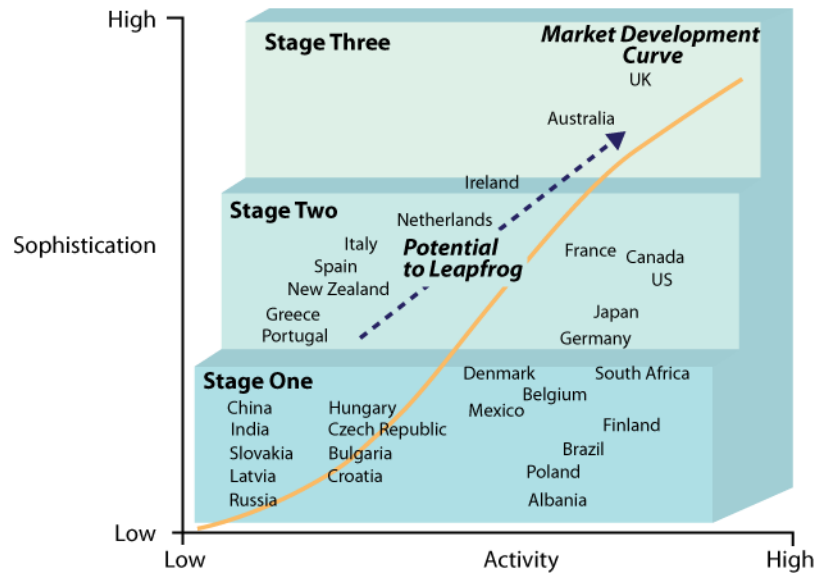 High
Stage Three
Market Development
Curve
UK
Australia
Ireland
Stage Two
Netherlands
Sophistication
Italy
Potential
to Leapfrog
France
Canada
Spain
US
New Zealand
Greece
Japan
Portugal
Germany
Stage One
Denmark
South Africa
Belgium
China
Hungary
Mexico
India
Czech Republic
Finland
Slovakia
Bulgaria
Brazil
Latvia
Croatia
Poland
Russia
Albania
Low
Low
Activity
High